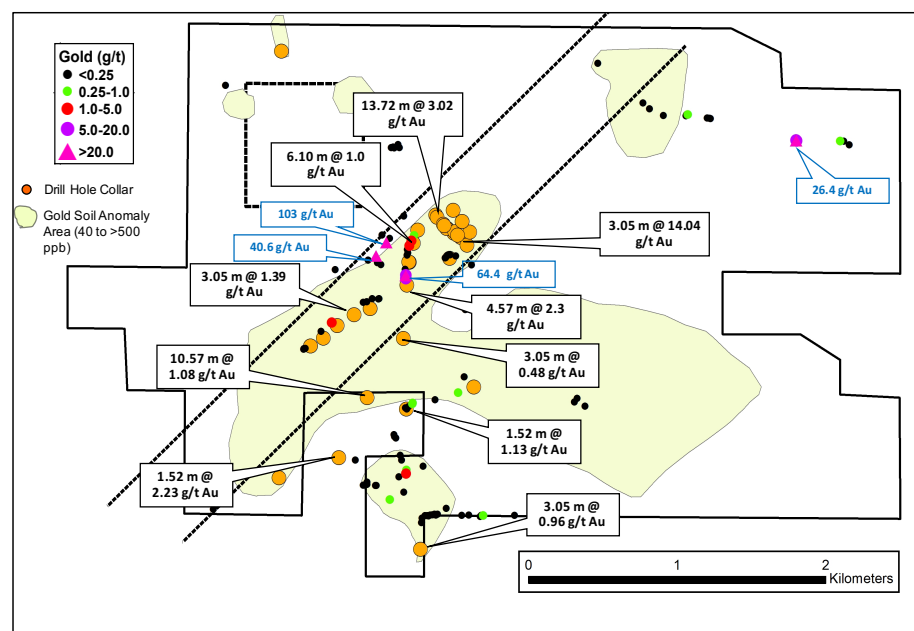 Gold (g/t)
<0.25
0.25-1.0
1.0-5.0
5.0-20.0
>20.0
Drill Hole Collar
Gold Soil Anomaly
Area (40 to >500
ppb)
13.72 m @ 3.02
g/t Au
6.10 m @ 1.0
g/t Au
26.4 g/t Au
103 g/t Au
40.6 g/t Au
3.05 m @ 14.04
g/t Au
3.05 m @ 1.39
g/t Au
64.4 g/t Au
4.57 m @ 2.3
g/t Au
10.57 m @
1.08 g/t Au
3.05 m @
0.48 g/t Au
1.52 m @
1.13 g/t Au
1.52 m @
2.23 g/t Au
3.05 m @
0.96 g/t Au
0 1 2
Kilometers